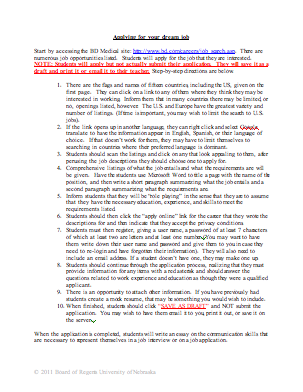 Applying for your dream job
Start by accessing the BD Medical site: http://www.bd.com/careers/job_search.asp. There are
numerous job opportunities listed. Students will apply for the job that they are interested.
NOTE: Students will apply but not actually submit their application. They will save it as a
draft and print it or email it to their teacher. Step-by-step directions are below.
1. There are the flags and names of fifteen countries, including the US, given on the
first page. They can click on a link to any of them where they think they may be
interested in working. Inform them that in many countries there may be limited, or
no, openings listed, however The U.S. and Europe have the greatest variety and
number of listings. (If time is important, you may wish to limit the search to U.S.
jobs).
2. If the link opens up in another language, they can right click and select Google,
translate to have the information appear in English, Spanish, or their language of
choice. If that doesn't work for them, they may have to limit themselves to
searching in countries where their preferred language is dominant.
3. Students should scan the listings and click on any that look appealing to them, after
perusing the job descriptions they should choose one to apply for.
4. Comprehensive listings of what the job entails and what the requirements are will
be given. Have the students use Microsoft Word to title a page with the name of the
position, and then write a short paragraph summarizing what the job entails and a
second paragraph summarizing what the requirements are
5. Inform students that they will be "role playing" in the sense that they are to assume
that they have the necessary education, experience, and skills to meet the
requirements listed
6. Students should then click the "apply online" link for the career that they wrote the
descriptions for and then indicate that they accept the privacy conditions
7. Students must then register, giving a user name, a password of at least 7 characters
of which at least two are letters and at least one number. You may want to have
them write down their user name and password and give them to you in case they
need to re-login and have forgotten their information). They will also need to
include an email address. If a student doesn't have one, they may make one up
8. Students should continue through the application process, realizing that they must
provide information for any items with a red asterisk and should answer the
questions related to work experience and education as though they were a qualified
applicant.
9. There is no opportunity to attach other information. If you have previously had
students create a mock resume, that may be something you would wish to include.
10. When finished, students should click "SAVE AS DRAFT" and NOT submit the
application. You may wish to have them email it to you, print it out, or save it on
the server.
When the application is completed, students will write an essay on the communication skills that
are necessary to represent themselves in a job interview or on a job application.
© 2011 Board of Regents University of Nebraska